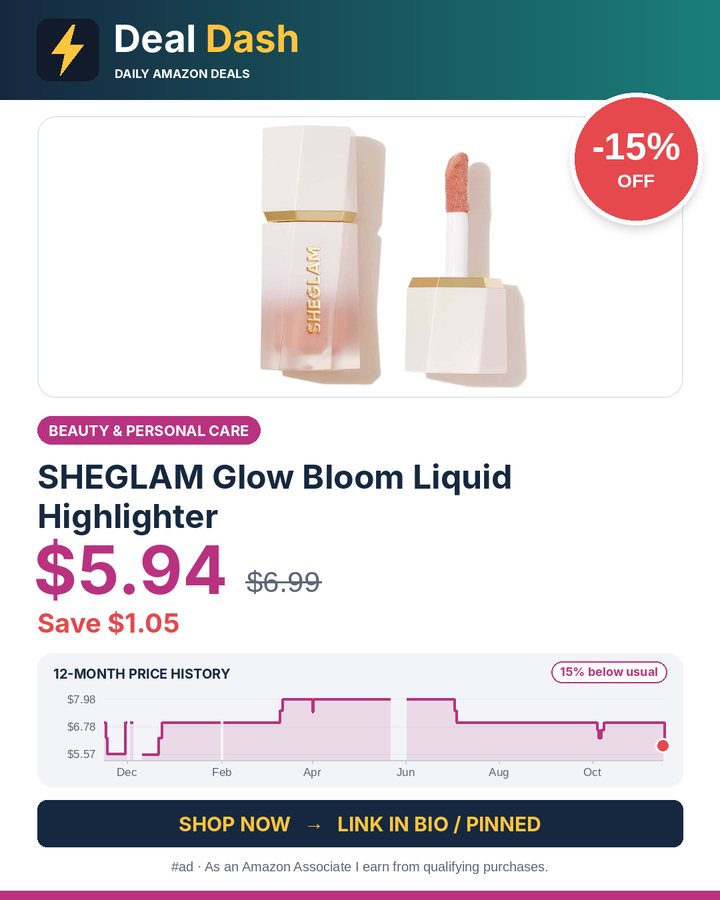 Deal Dash
DAILY AMAZON DEALS
-15%
OFF
SHEGLAM
BEAUTY & PERSONAL CARE
SHEGLAM Glow Bloom Liquid
Highlighter
$5.94 $6.99
Save $1.05
12-MONTH PRICE HISTORY
15% below usual
$7.98
$6.78
$5.57
Dec Feb Apr Jun Aug Oct
SHOP NOW → LINK IN BIO / PINNED
#ad · As an Amazon Associate I earn from qualifying purchases.